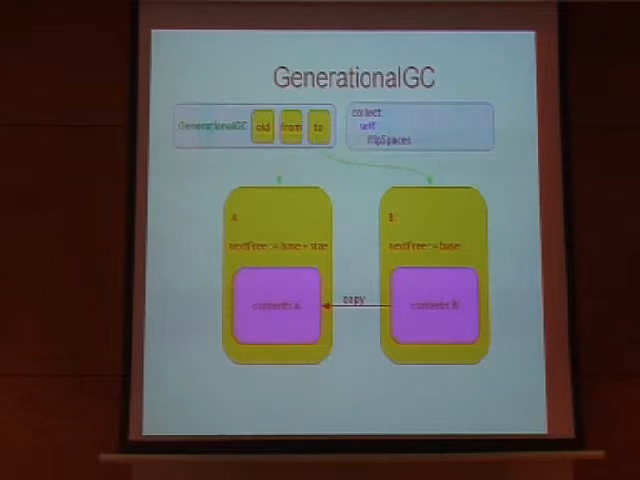 GenerationalGC
GenerationalGC old from to
collect
self
flipSpaces
A
B
nextFree := base + size
nextFree := base
contents A
copy
contents B